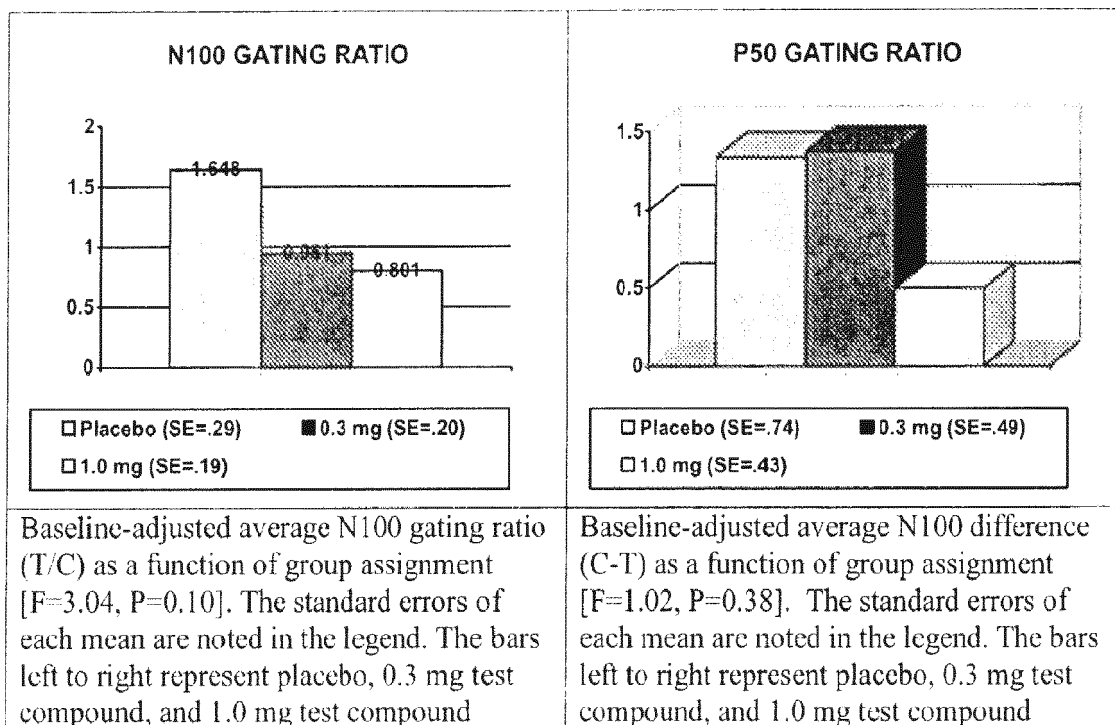 N100 GATING RATIO
2
1.5
1
0.5
0
1.648
0.801
☐ Placebo (SE=.29) ■ 0.3 mg (SE=.20)
☐ 1.0 mg (SE=.19)
Baseline-adjusted average N100 gating ratio
(T/C) as a function of group assignment
[F=3.04, P=0.10]. The standard errors of
each mean are noted in the legend. The bars
left to right represent placebo, 0.3 mg test
compound, and 1.0 mg test compound
P50 GATING RATIO
1.5
1
0.5
0
☐ Placebo (SE=.74) ■ 0.3 mg (SE=.49)
☐ 1.0 mg (SE=.43)
Baseline-adjusted average N100 difference
(C-T) as a function of group assignment
[F=1.02, P=0.38]. The standard errors of
each mean are noted in the legend. The bars
left to right represent placebo, 0.3 mg test
compound, and 1.0 mg test compound